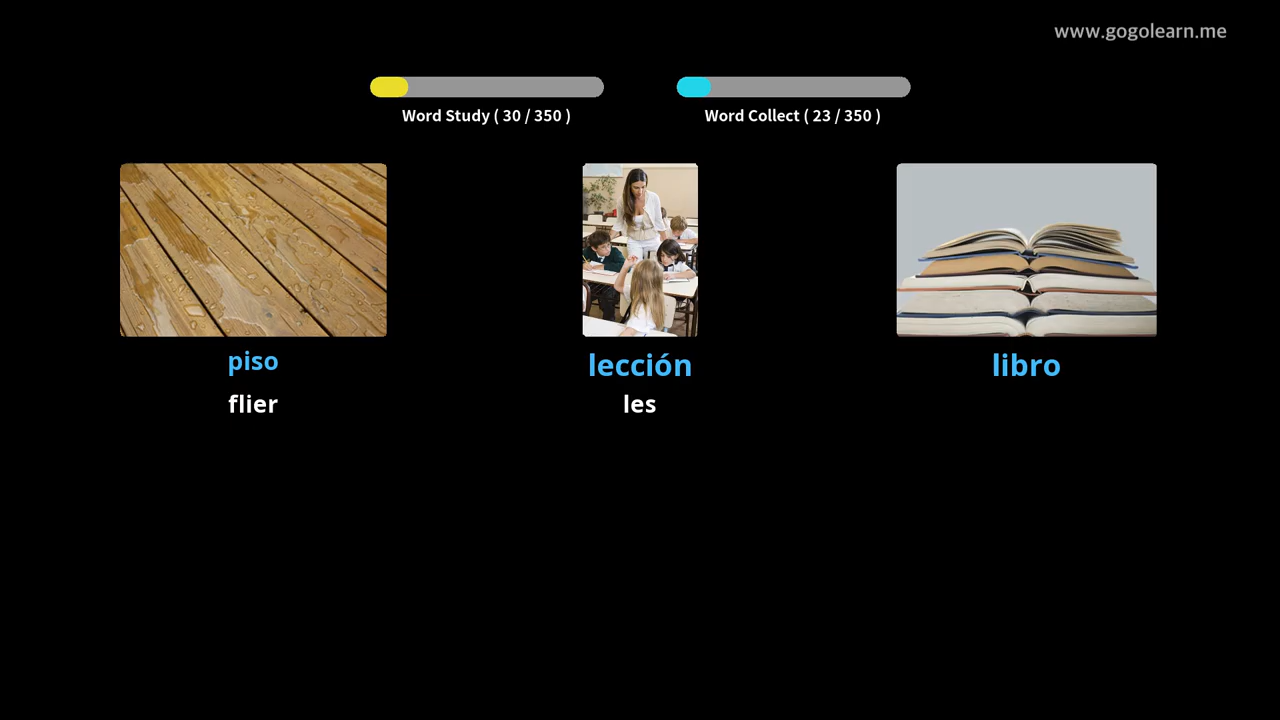 www.gogolearn.me
Word Study ( 30 / 350 )
Word Collect ( 23 / 350 )
piso
lección
libro
flier
les